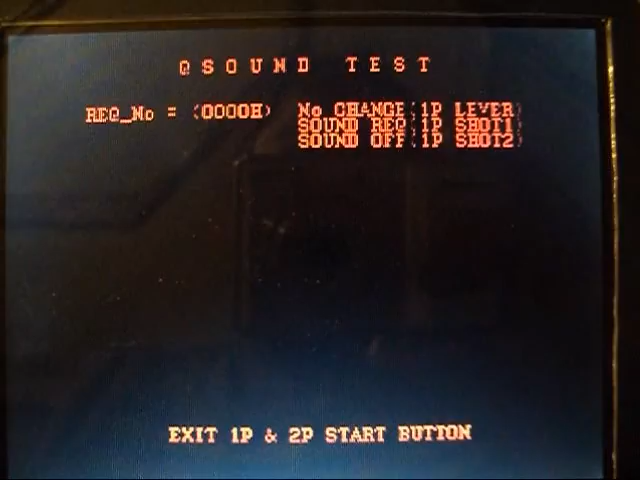 QSOUND TEST
REQ_No = (0000H) No CHANGE(1P LEVER)
SOUND REQ(1P SHOT1)
SOUND OFF(1P SHOT2)
EXIT 1P & 2P START BUTTON